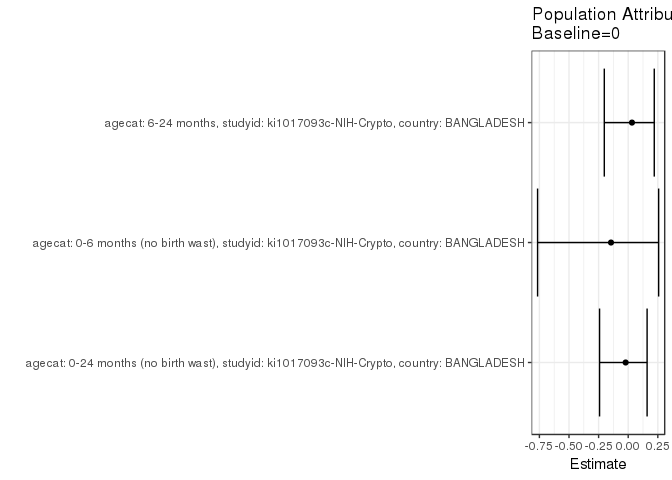 Population Attribu
Baseline=0
agecat: 6-24 months, studyid: ki1017093c-NIH-Crypto, country: BANGLADESH
agecat: 0-6 months (no birth wast), studyid: ki1017093c-NIH-Crypto, country: BANGLADESH
agecat: 0-24 months (no birth wast), studyid: ki1017093c-NIH-Crypto, country: BANGLADESH
-0.75 -0.50 -0.25 0.00 0.25
Estimate